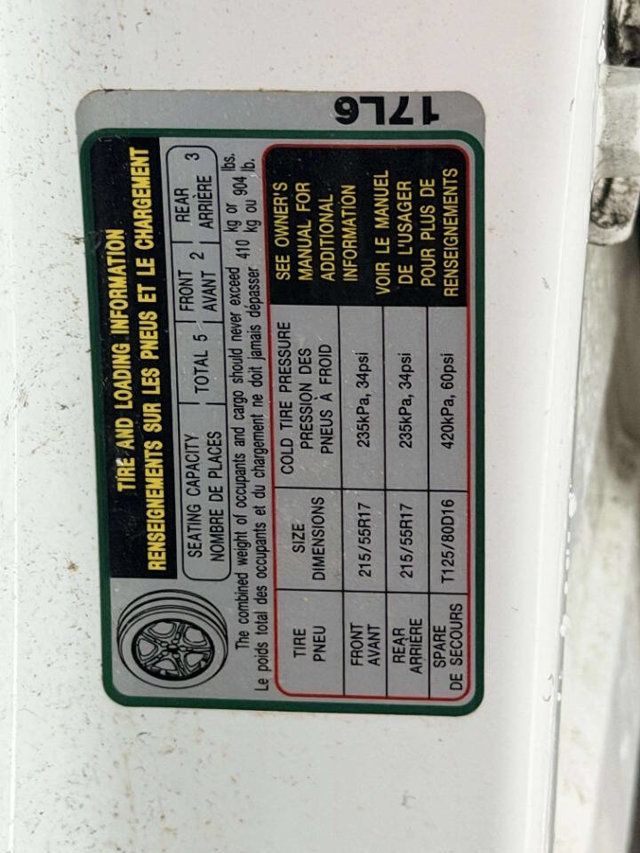 17L6
TIRE AND LOADING INFORMATION
RENSEIGNEMENTS SUR LES PNEUS ET LE CHARGEMENT
SEATING CAPACITY
NOMBRE DE PLACES
TOTAL 5
FRONT
AVANT 2
REAR
ARRIÈRE 3
The combined weight of occupants and cargo should never exceed 410 kg or 904 lbs.
Le poids total des occupants et du chargement ne doit jamais dépasser 410 kg ou 904 lb.
TIRE
PNEU
SIZE
DIMENSIONS
COLD TIRE PRESSURE
PRESSION DES
PNEUS À FROID
FRONT
AVANT
215/55R17
235kPa, 34psi
REAR
ARRIÈRE
215/55R17
235kPa, 34psi
SPARE
DE SECOURS
T125/80D16
420kPa, 60psi
SEE OWNER'S
MANUAL FOR
ADDITIONAL
INFORMATION
VOIR LE MANUEL
DE L'USAGER
POUR PLUS DE
RENSEIGNEMENTS